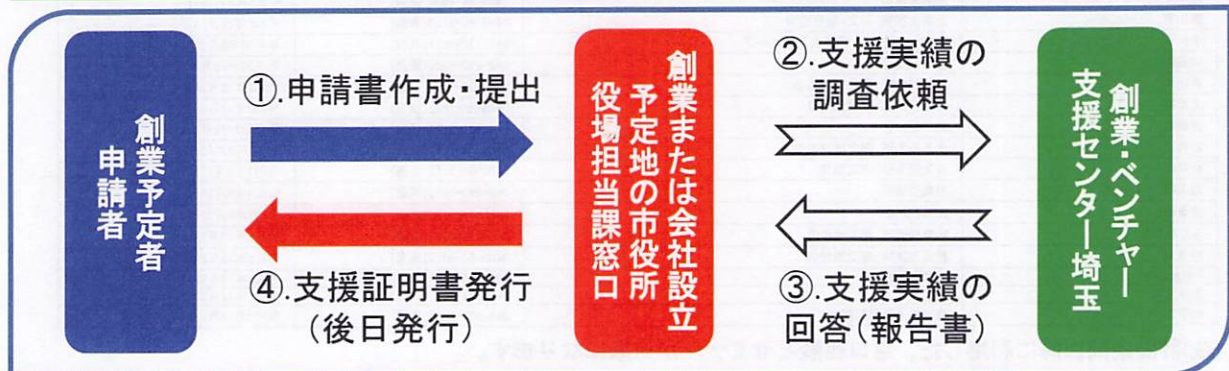 創業予定者
申請者
①.申請書作成・提出
創業または会社設立
予定地の市役所
役場担当課窓口
②.支援実績の
調査依頼
創業・ベンチャー
支援センター埼玉
③.支援実績の
回答(報告書)
④.支援証明書発行
(後日発行)